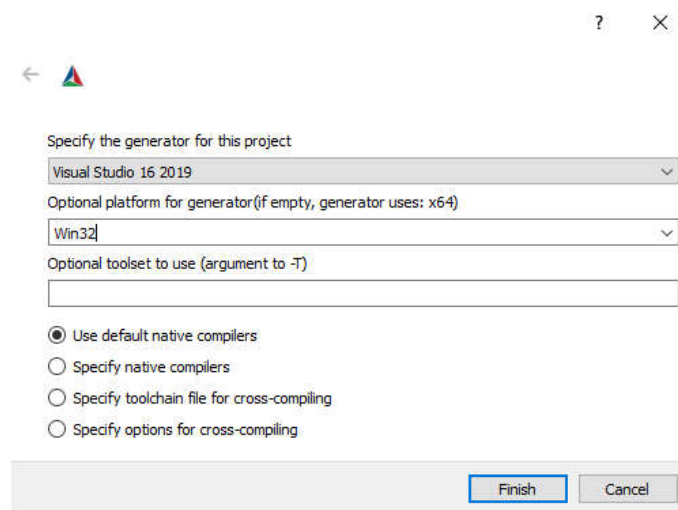 ?
Specify the generator for this project
Visual Studio 16 2019
Optional platform for generator(if empty, generator uses: x64)
Win32
Optional toolset to use (argument to -T)
Use default native compilers
Specify native compilers
Specify toolchain file for cross-compiling
Specify options for cross-compiling
Finish Cancel